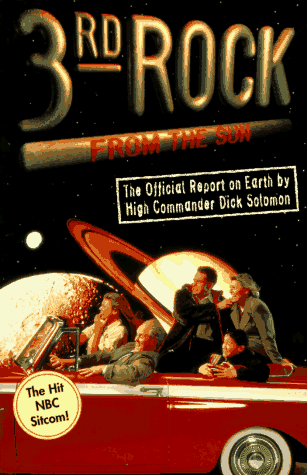 3RD ROCK
FROM THE SUN
The Official Report on Earth by
High Commander Dick Solomon
The Hit
NBC
Sitcom!